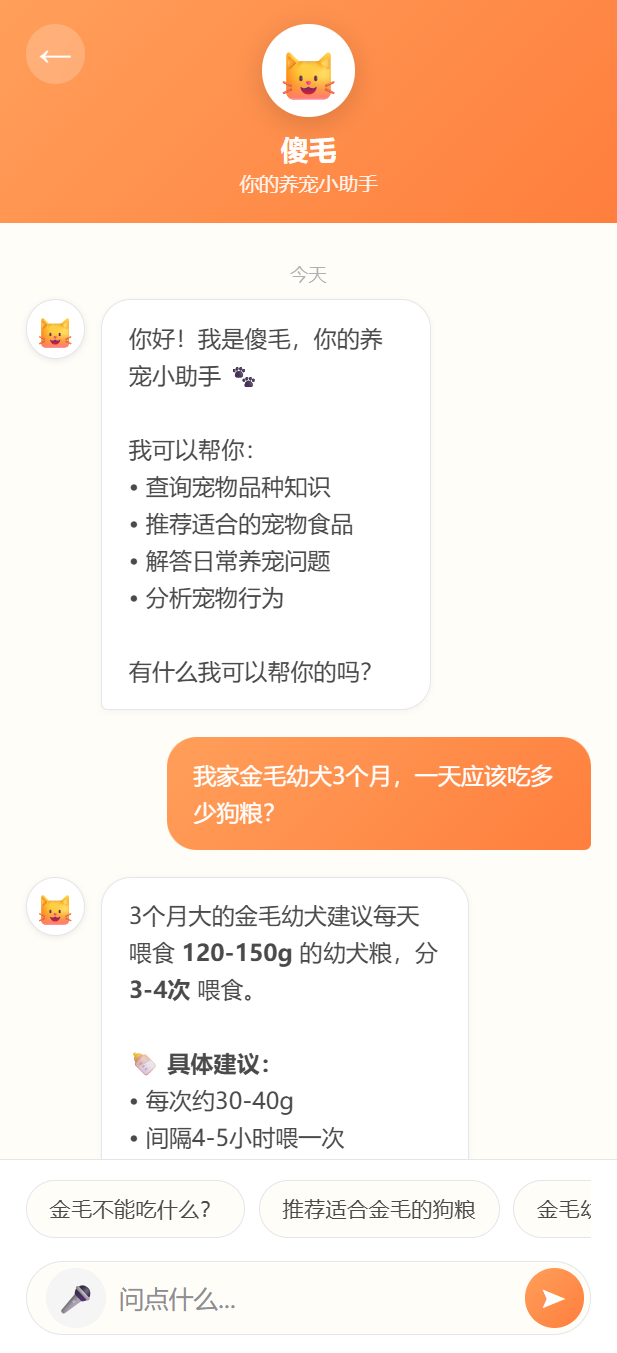 傻毛
你的养宠小助手
今天
你好！我是傻毛，你的养
宠小助手 🐾
我可以帮你：
• 查询宠物品种知识
• 推荐适合的宠物食品
• 解答日常养宠问题
• 分析宠物行为
有什么我可以帮你的吗？
我家金毛幼犬3个月，一天应该吃多
少狗粮？
3个月大的金毛幼犬建议每天
喂食 120-150g 的幼犬粮，分
3-4次 喂食。
🍼 具体建议：
• 每次约30-40g
• 间隔4-5小时喂一次
金毛不能吃什么？
推荐适合金毛的狗粮
金毛幼
问点什么...